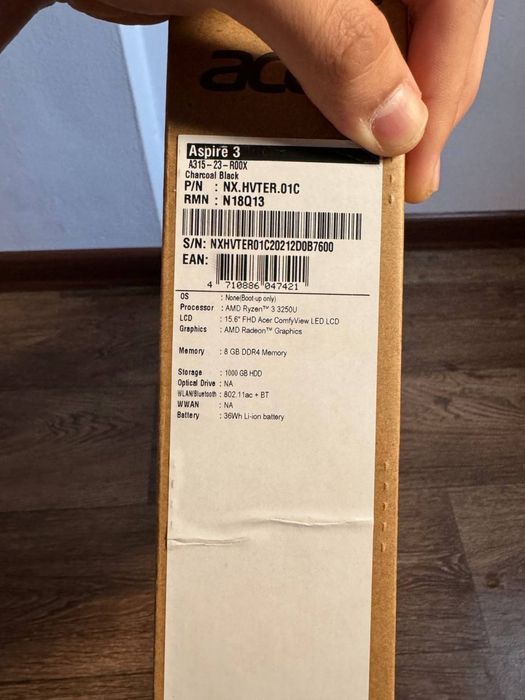 Aspire 3
A315-23-R00X
Charcoal Black
P/N : NX.HVTER.01C
RMN : N18Q13
S/N: NXHVTER01C20212D0B7600
EAN:
4 710886 047421
OS : None(Boot-up only)
Processor : AMD Ryzen™ 3 3250U
LCD : 15.6" FHD Acer ComfyView LED LCD
Graphics : AMD Radeon™ Graphics
Memory : 8 GB DDR4 Memory
Storage : 1000 GB HDD
Optical Drive : NA
WLAN/Bluetooth : 802.11ac + BT
WWAN : NA
Battery : 36Wh Li-ion battery